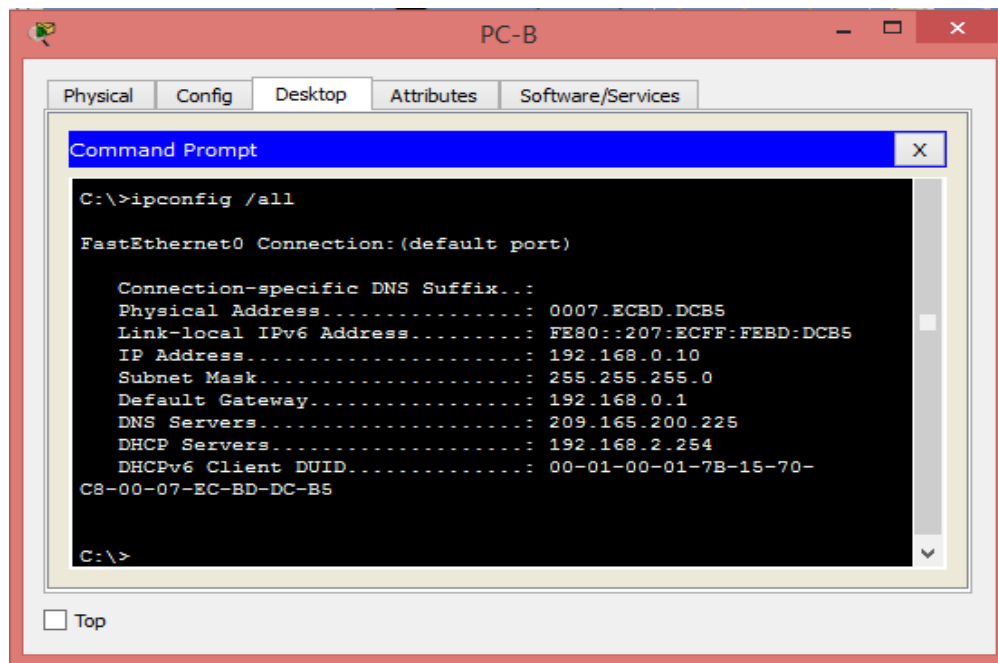 PC-B
Physical Config Desktop Attributes Software/Services
Command Prompt X
C:\>ipconfig /all
FastEthernet0 Connection:(default port)
Connection-specific DNS Suffix..:
Physical Address................: 0007.ECBD.DCB5
Link-local IPv6 Address.........: FE80::207:ECFF:FEBD:DCB5
IP Address......................: 192.168.0.10
Subnet Mask.....................: 255.255.255.0
Default Gateway.................: 192.168.0.1
DNS Servers.....................: 209.165.200.225
DHCP Servers....................: 192.168.2.254
DHCPv6 Client DUID..............: 00-01-00-01-7B-15-70-
C8-00-07-EC-BD-DC-B5
C:\>
Top